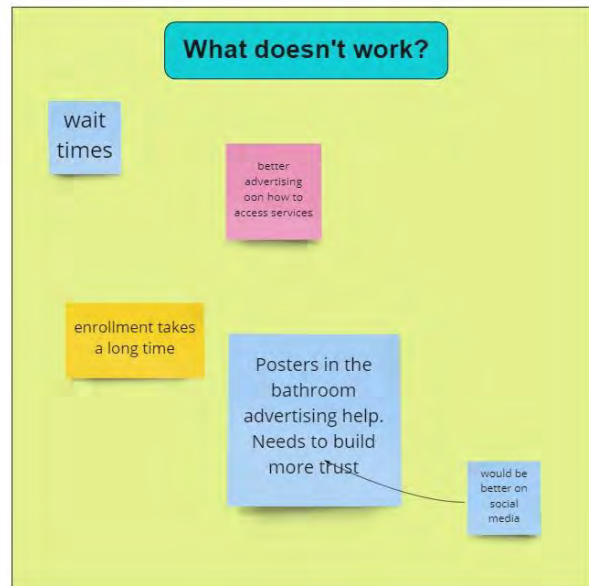 What doesn't work?
wait
times
better
advertising
oon how to
access services
enrollment takes
a long time
Posters in the
bathroom
advertising help.
Needs to build
more trust
would be
better on
social
media